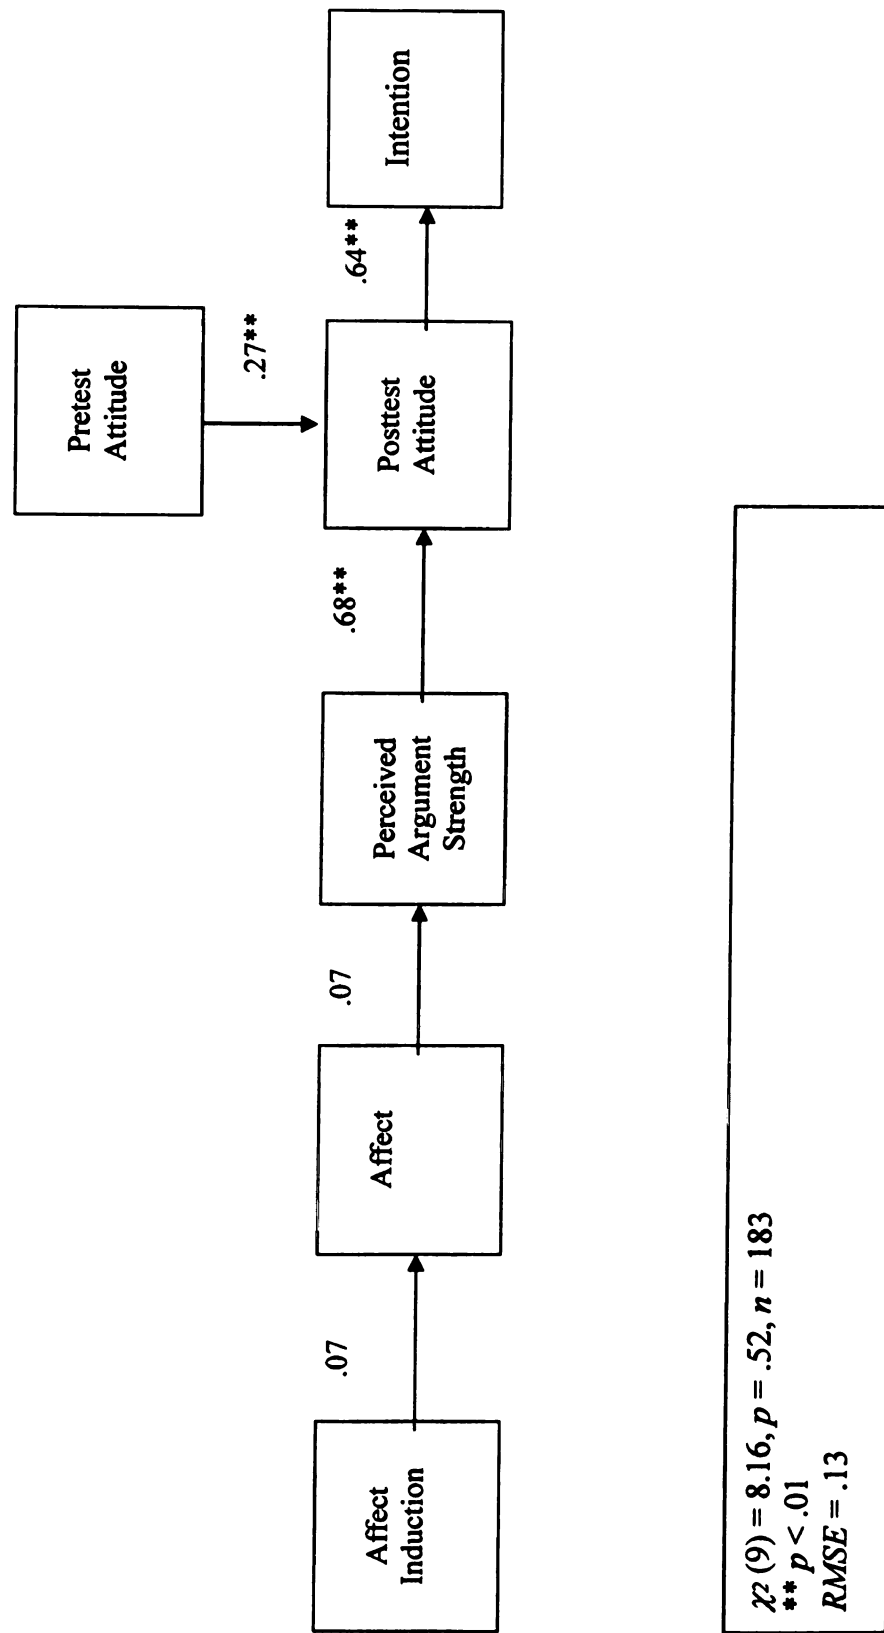 Pretest
Attitude
.27**
Affect
Induction
.07
Affect
.07
Perceived
Argument
Strength
.68**
Posttest
Attitude
.64**
Intention
χ² (9) = 8.16, p = .52, n = 183
** p < .01
RMSE = .13